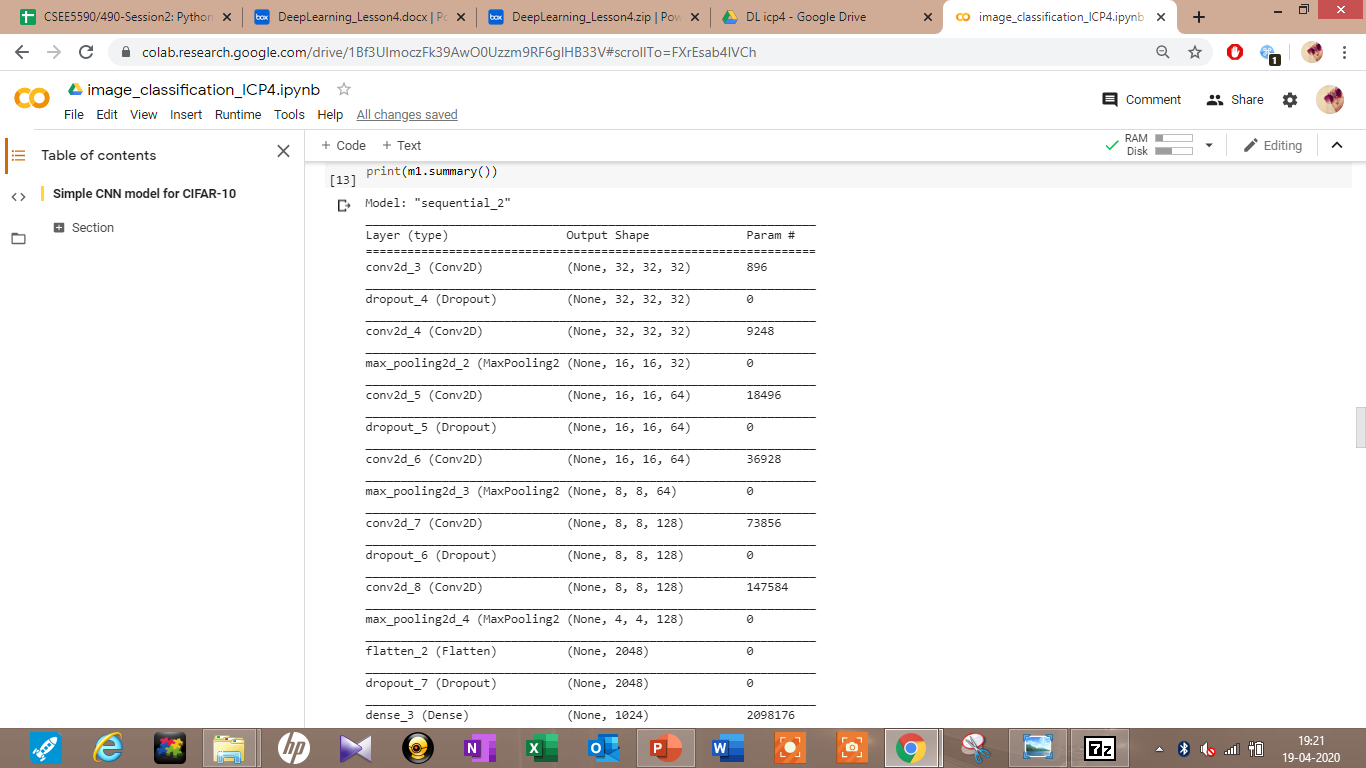 CSEE5590/490-Session2: Python
DeepLearning_Lesson4.docx | Po
DeepLearning_Lesson4.zip | Pow
DL icp4 - Google Drive
image_classification_ICP4.ipynb
colab.research.google.com/drive/1Bf3UImoczFk39AwO0Uzzm9RF6gIHB33V#scrollTo=FXrEsab4IVCh
1
CO
image_classification_ICP4.ipynb
File Edit View Insert Runtime Tools Help All changes saved
Comment
Share
Table of contents
+ Code + Text
RAM
Disk
Editing
Simple CNN model for CIFAR-10
Section
print(m1.summary())
[13]
Model: "sequential_2"
Layer (type) Output Shape Param #
=================================================================
conv2d_3 (Conv2D) (None, 32, 32, 32) 896
dropout_4 (Dropout) (None, 32, 32, 32) 0
conv2d_4 (Conv2D) (None, 32, 32, 32) 9248
max_pooling2d_2 (MaxPooling2 (None, 16, 16, 32) 0
conv2d_5 (Conv2D) (None, 16, 16, 64) 18496
dropout_5 (Dropout) (None, 16, 16, 64) 0
conv2d_6 (Conv2D) (None, 16, 16, 64) 36928
max_pooling2d_3 (MaxPooling2 (None, 8, 8, 64) 0
conv2d_7 (Conv2D) (None, 8, 8, 128) 73856
dropout_6 (Dropout) (None, 8, 8, 128) 0
conv2d_8 (Conv2D) (None, 8, 8, 128) 147584
max_pooling2d_4 (MaxPooling2 (None, 4, 4, 128) 0
flatten_2 (Flatten) (None, 2048) 0
dropout_7 (Dropout) (None, 2048) 0
dense_3 (Dense) (None, 1024) 2098176
19:21
19-04-2020